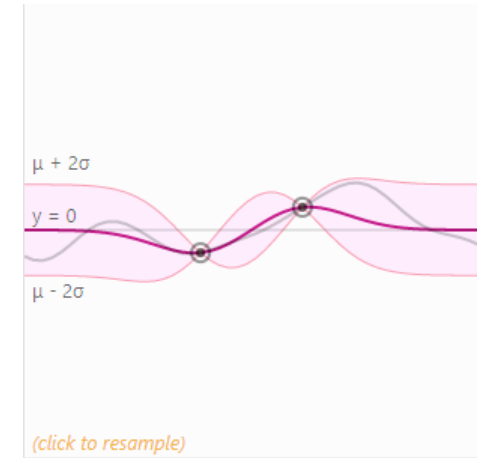 μ + 2σ
y = 0
μ - 2σ
(click to resample)